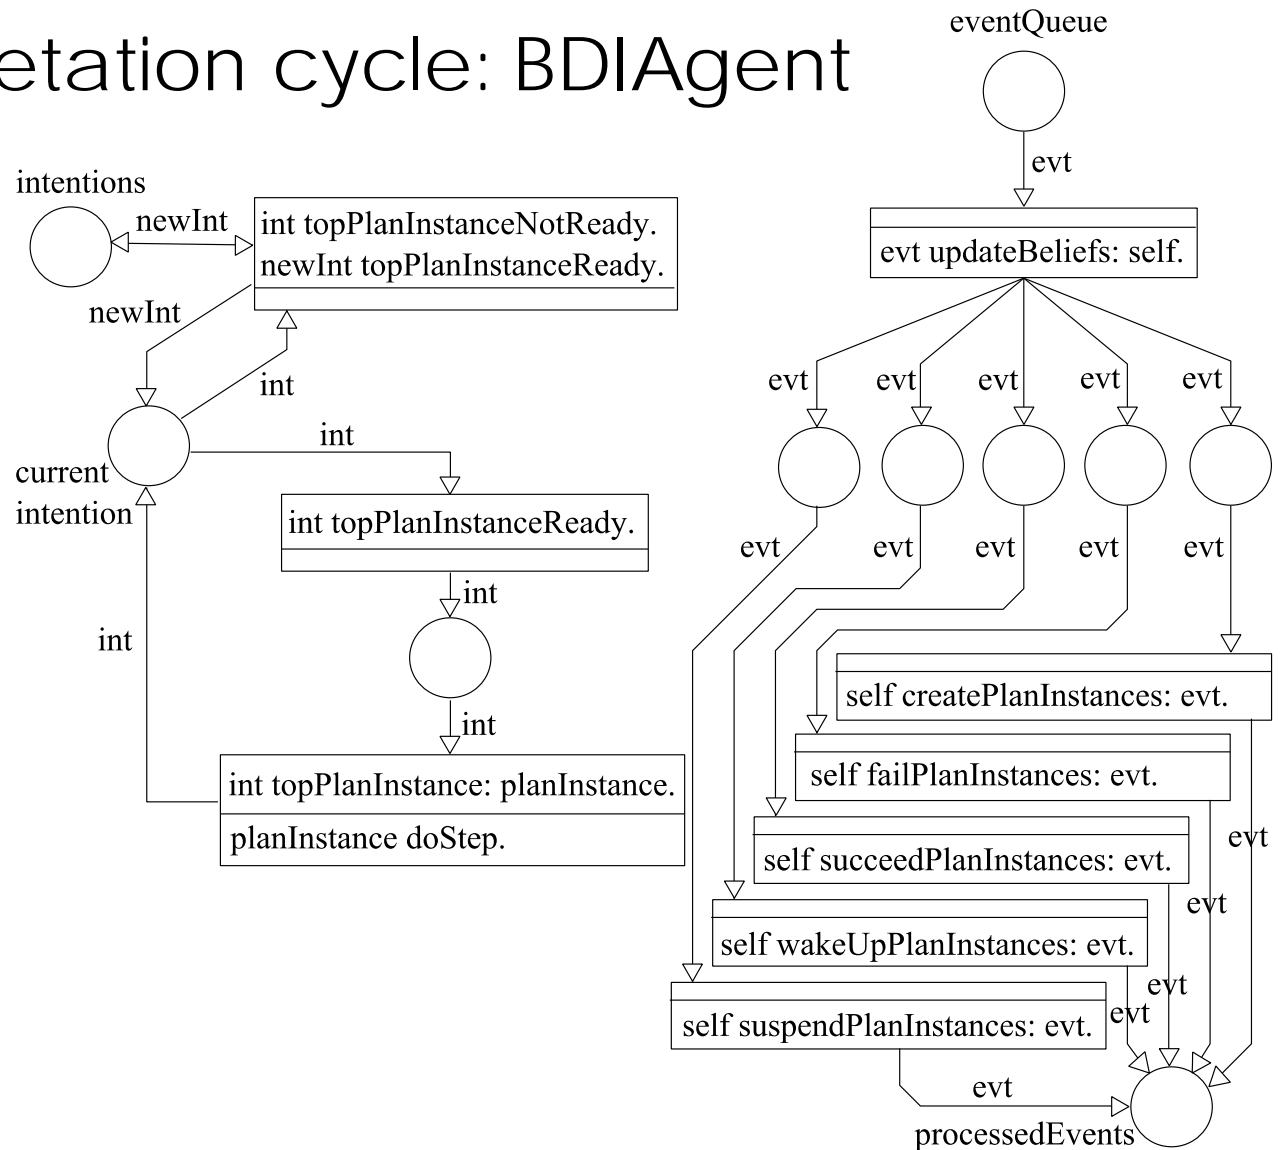 etation cycle: BDIAgent
eventQueue
evt
intentions
newInt
int topPlanInstanceNotReady.
newInt topPlanInstanceReady.
evt updateBeliefs: self.
newInt
int
evt
evt
evt
evt
evt
int
current
intention
int topPlanInstanceReady.
evt
evt
evt
evt
evt
int
int
self createPlanInstances: evt.
int
int topPlanInstance: planInstance.
planInstance doStep.
self failPlanInstances: evt.
evt
self succeedPlanInstances: evt.
evt
self wakeUpPlanInstances: evt.
evt
self suspendPlanInstances: evt.
evt
evt
processedEvents